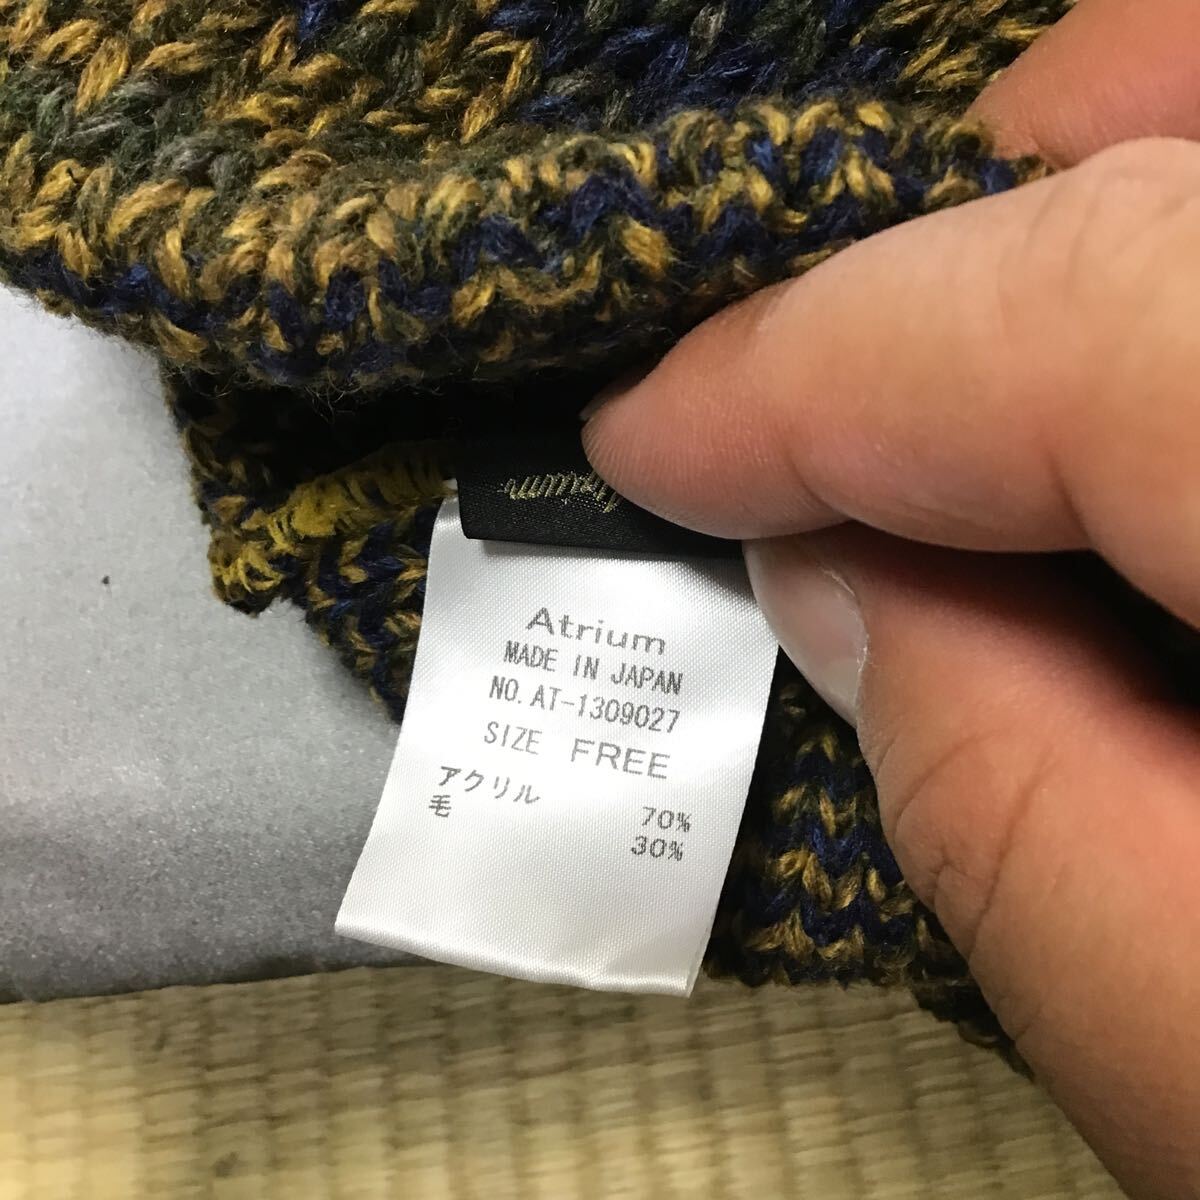 Atrium
MADE IN JAPAN
NO. AT-1309027
SIZE FREE
アクリル 70%
毛 30%